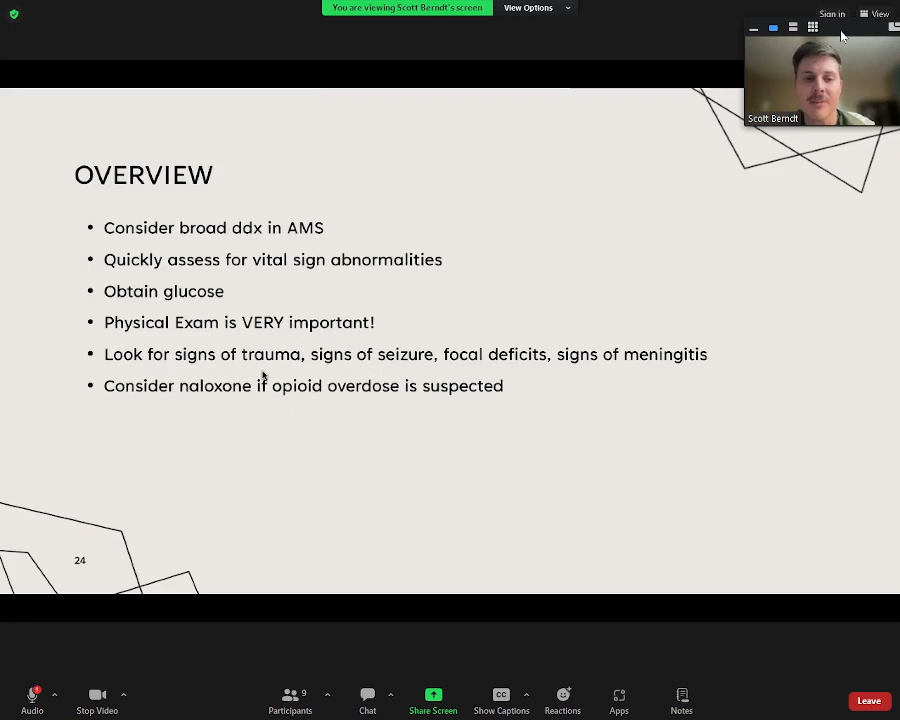 You are viewing Scott Berndt's screen
View Options
Sign in
View
Scott Berndt
OVERVIEW
• Consider broad ddx in AMS
• Quickly assess for vital sign abnormalities
• Obtain glucose
• Physical Exam is VERY important!
• Look for signs of trauma, signs of seizure, focal deficits, signs of meningitis
• Consider naloxone if opioid overdose is suspected
24
9
Audio
Stop Video
Participants
Chat
Share Screen
CC
Show Captions
Reactions
Apps
Notes
Leave